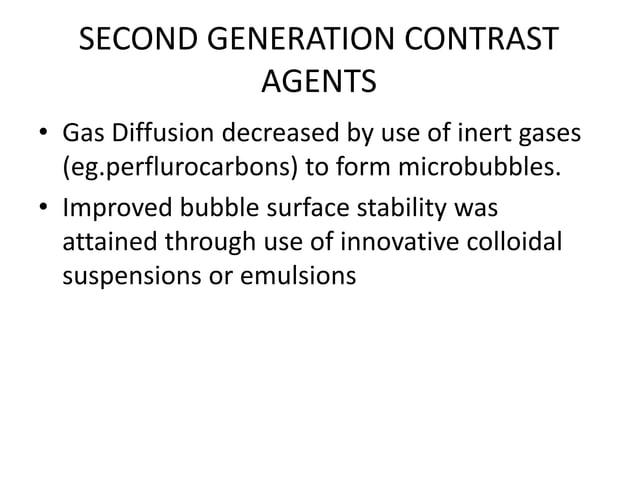 SECOND GENERATION CONTRAST
AGENTS
• Gas Diffusion decreased by use of inert gases
(eg.perflurocarbons) to form microbubbles.
• Improved bubble surface stability was
attained through use of innovative colloidal
suspensions or emulsions